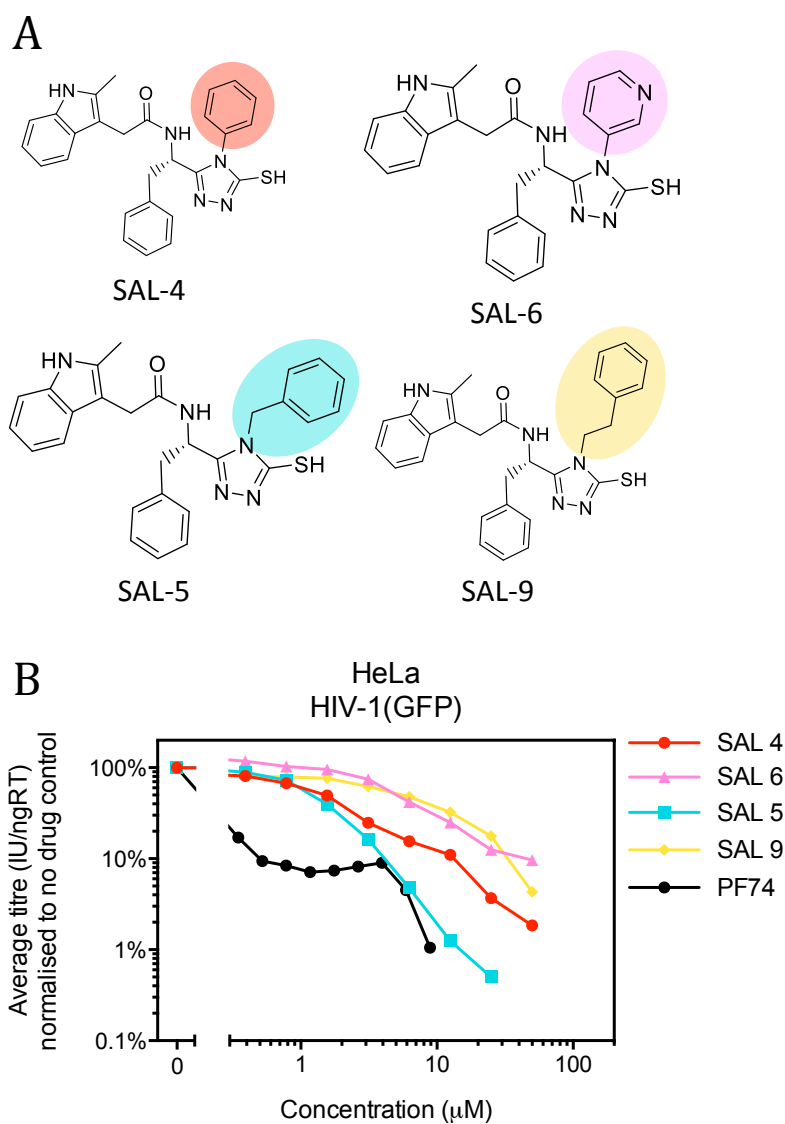 A
HN
O
NH
N
N
N
SH
SAL-4
HN
O
NH
N
N
N
N
SH
SAL-6
HN
O
NH
N
N
N
SH
SAL-5
HN
O
NH
N
N
N
SH
SAL-9
B
HeLa
HIV-1(GFP)
Average titre (IU/ngRT)
normalised to no drug control
100%
10%
1%
0.1%
0
1
10
100
Concentration (μM)
SAL 4
SAL 6
SAL 5
SAL 9
PF74